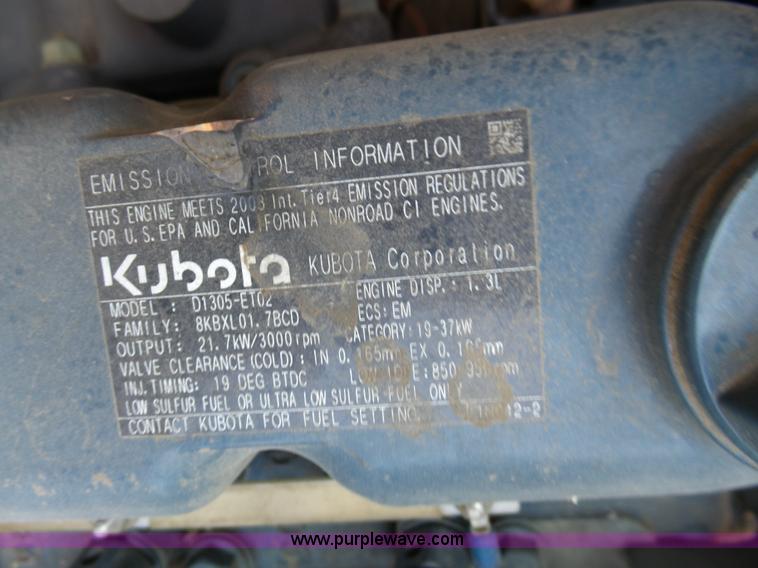 EMISSION INFORMATION
THIS ENGINE MEETS 2008 Int. Tier4 EMISSION REGULATIONS
FOR U.S. EPA AND CALIFORNIA NONROAD CI ENGINES.
Kubota KUBOTA Corporation
MODEL : D1305-ET02 ENGINE DISP.: 1.3L
FAMILY: 8KBXL01.7BCD ECS: EM
OUTPUT: 21.7kW/3000rpm CATEGORY: 19-37kW
VALVE CLEARANCE (COLD) : IN EX
INJ. TIMING: 19 DEG BTDC
LOW SULFUR FUEL OR ULTRA LOW SULFUR FUEL ONLY
CONTACT KUBOTA FOR FUEL SETTING.
www.purplewave.com